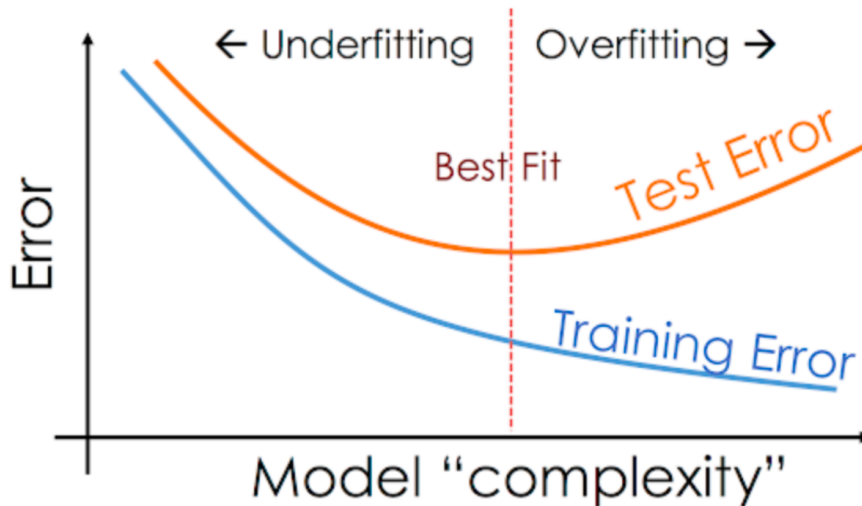 ← Underfitting
Overfitting →
Best Fit
Test Error
Training Error
Error
Model “complexity”